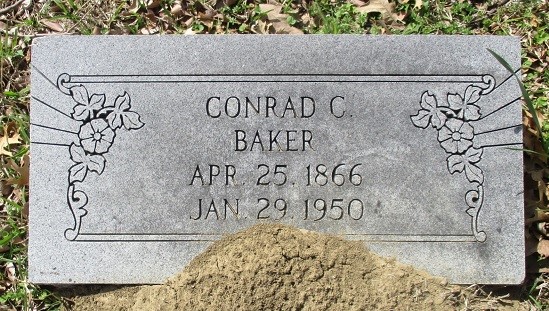 CONRAD C.
BAKER
APR. 25. 1866
JAN. 29. 1950